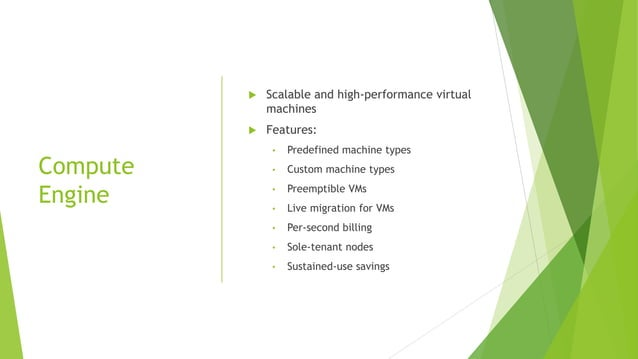 Compute
Engine
Scalable and high-performance virtual
machines
Features:
Predefined machine types
Custom machine types
Preemptible VMs
Live migration for VMs
Per-second billing
Sole-tenant nodes
Sustained-use savings